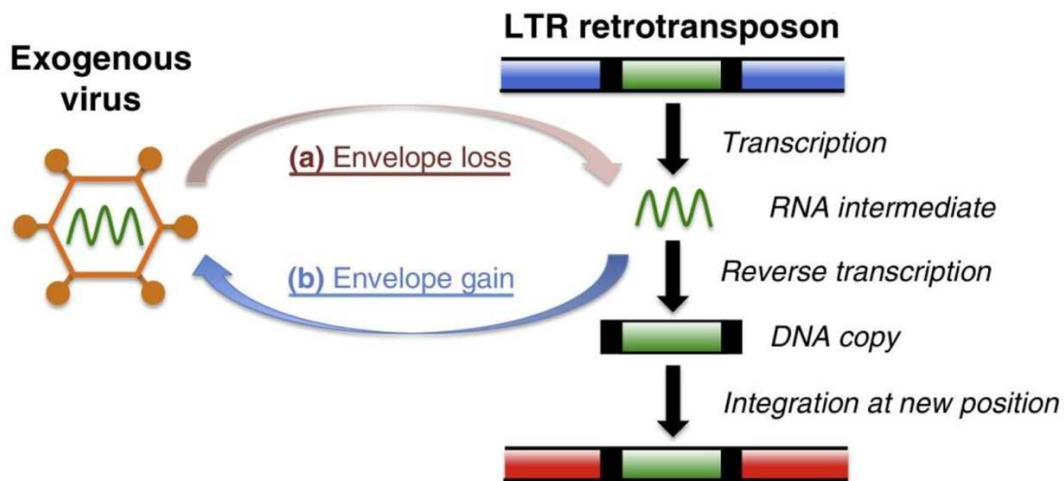 LTR retrotransposon
Exogenous
virus
(a) Envelope loss
Transcription
RNA intermediate
(b) Envelope gain
Reverse transcription
DNA copy
Integration at new position